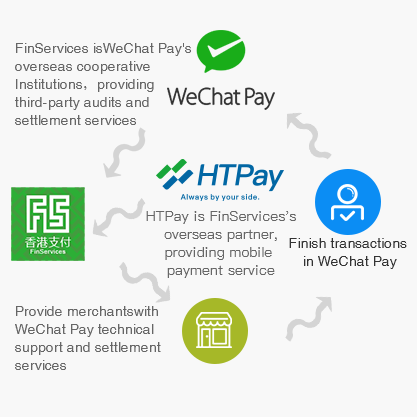 FinServices isWeChat Pay's
overseas cooperative
Institutions， providing
third-party audits and
settlement services
WeChat Pay
HTPay
Always by your side.
HTPay is FinServices's
overseas partner,
providing mobile
payment service
FIS
香港支付
FinServices
Finish transactions
in WeChat Pay
Provide merchantswith
WeChat Pay technical
support and settlement
services